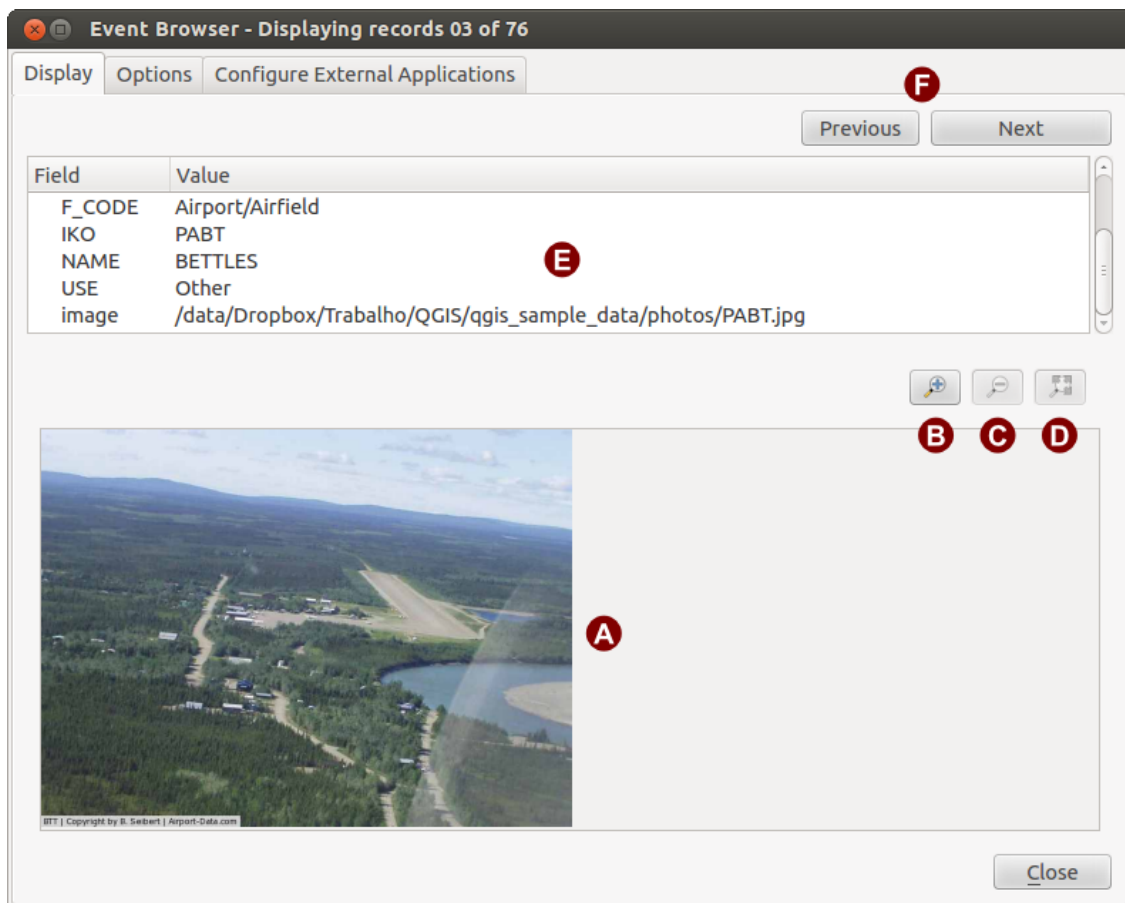 Event Browser - Displaying records 03 of 76
Display Options Configure External Applications
F
Previous Next
Field Value
F_CODE Airport/Airfield
IKO PABT
NAME BETTLES
E
USE Other
image /data/Dropbox/Trabalho/QGIS/qgis_sample_data/photos/PABT.jpg
B C D
A
BTT | Copyright by B. Seibert | Airport-Data.com
Close